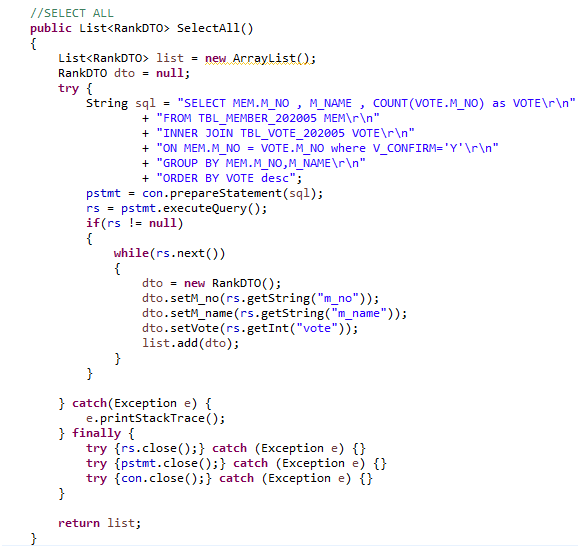 //SELECT ALL
public List<RankDTO> SelectAll()
{
List<RankDTO> list = new ArrayList();
RankDTO dto = null;
try {
String sql = "SELECT MEM.M_NO , M_NAME , COUNT(VOTE.M_NO) as VOTE\r\n"
+ "FROM TBL_MEMBER_202005 MEM\r\n"
+ "INNER JOIN TBL_VOTE_202005 VOTE\r\n"
+ "ON MEM.M_NO = VOTE.M_NO where V_CONFIRM='Y'\r\n"
+ "GROUP BY MEM.M_NO,M_NAME\r\n"
+ "ORDER BY VOTE desc";
pstmt = con.prepareStatement(sql);
rs = pstmt.executeQuery();
if(rs != null)
{
while(rs.next())
{
dto = new RankDTO();
dto.setM_no(rs.getString("m_no"));
dto.setM_name(rs.getString("m_name"));
dto.setVote(rs.getInt("vote"));
list.add(dto);
}
}
} catch(Exception e) {
e.printStackTrace();
} finally {
try {rs.close();} catch (Exception e) {}
try {pstmt.close();} catch (Exception e) {}
try {con.close();} catch (Exception e) {}
}
return list;
}